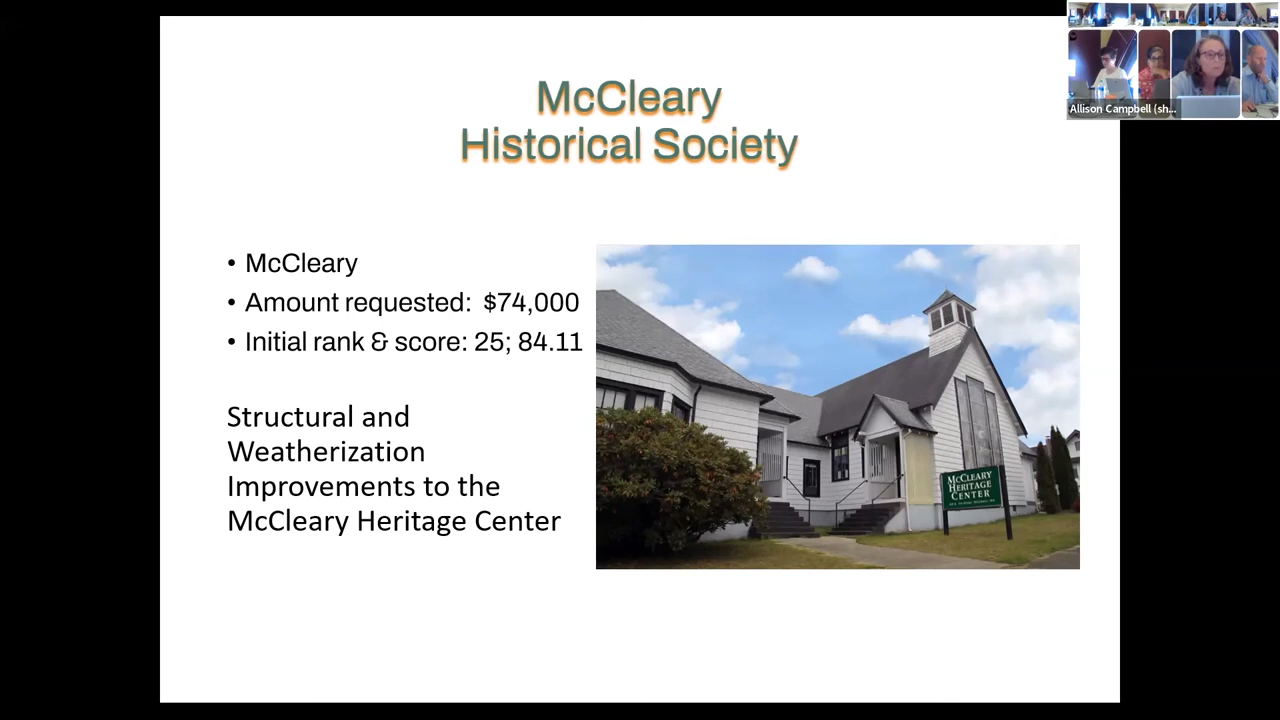 McCleary
Historical Society
• McCleary
• Amount requested: $74,000
• Initial rank & score: 25; 84.11
Structural and
Weatherization
Improvements to the
McCleary Heritage Center
McCLEARY
HERITAGE
CENTER
Allison Campbell (sh...